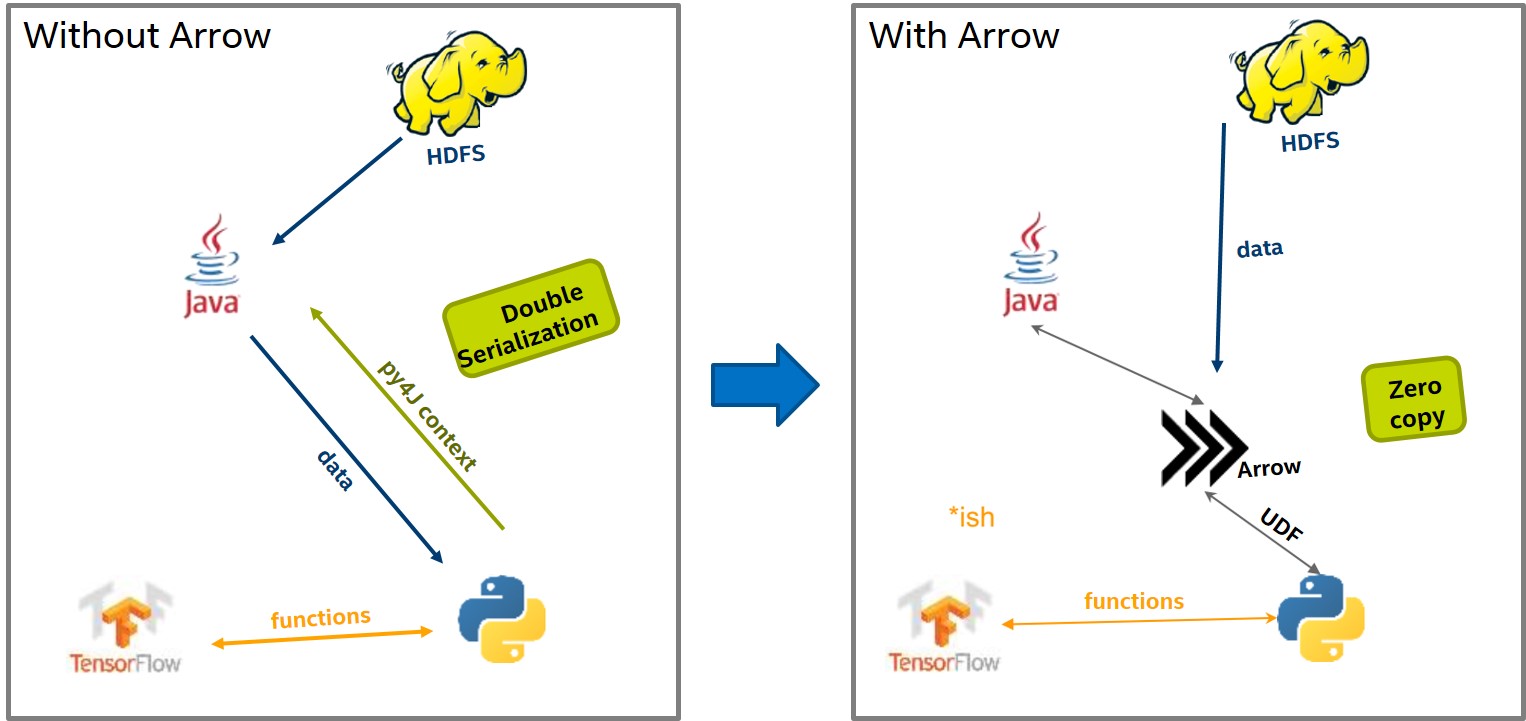 Without Arrow
HDFS
Java
Double
Serialization
py4J context
data
functions
TensorFlow
With Arrow
HDFS
data
Java
Zero
copy
Arrow
*ish
UDF
functions
TensorFlow